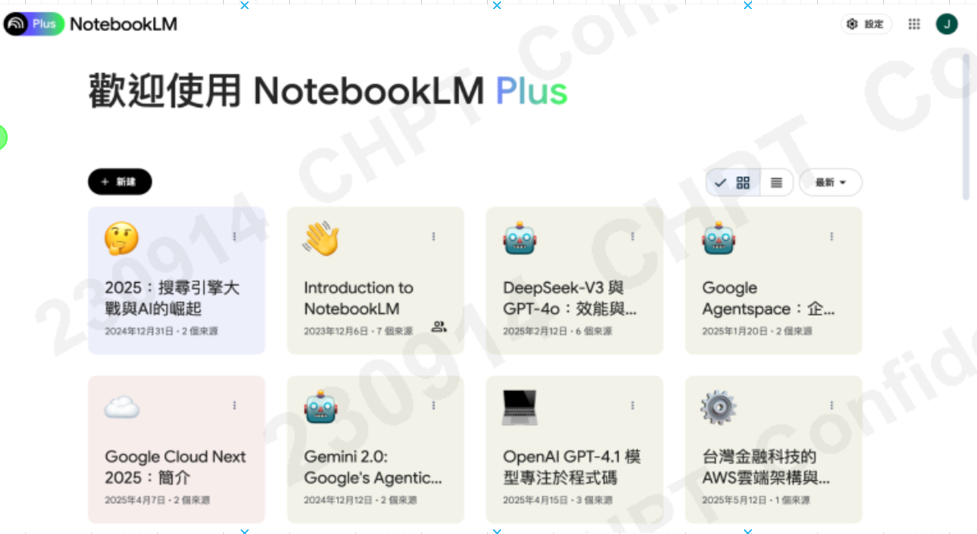 Plus NotebookLM
設定
J
歡迎使用 NotebookLM Plus
+ 新建
最新
2025：搜尋引擎大
戰與AI的崛起
2024年12月31日・2 個來源
Introduction to
NotebookLM
2023年12月6日・7 個來源
DeepSeek-V3 與
GPT-4o：效能與...
2025年2月12日・6 個來源
Google
Agentspace：企...
2025年1月20日・2 個來源
Google Cloud Next
2025：簡介
2025年4月7日・2 個來源
Gemini 2.0:
Google's Agentic...
2024年12月12日・2 個來源
OpenAI GPT-4.1 模
型專注於程式碼
2025年4月15日・3 個來源
台灣金融科技的
AWS雲端架構與...
2025年5月12日・1 個來源
230914 CHPT Con
230914 CHPT Co
HPT Confid